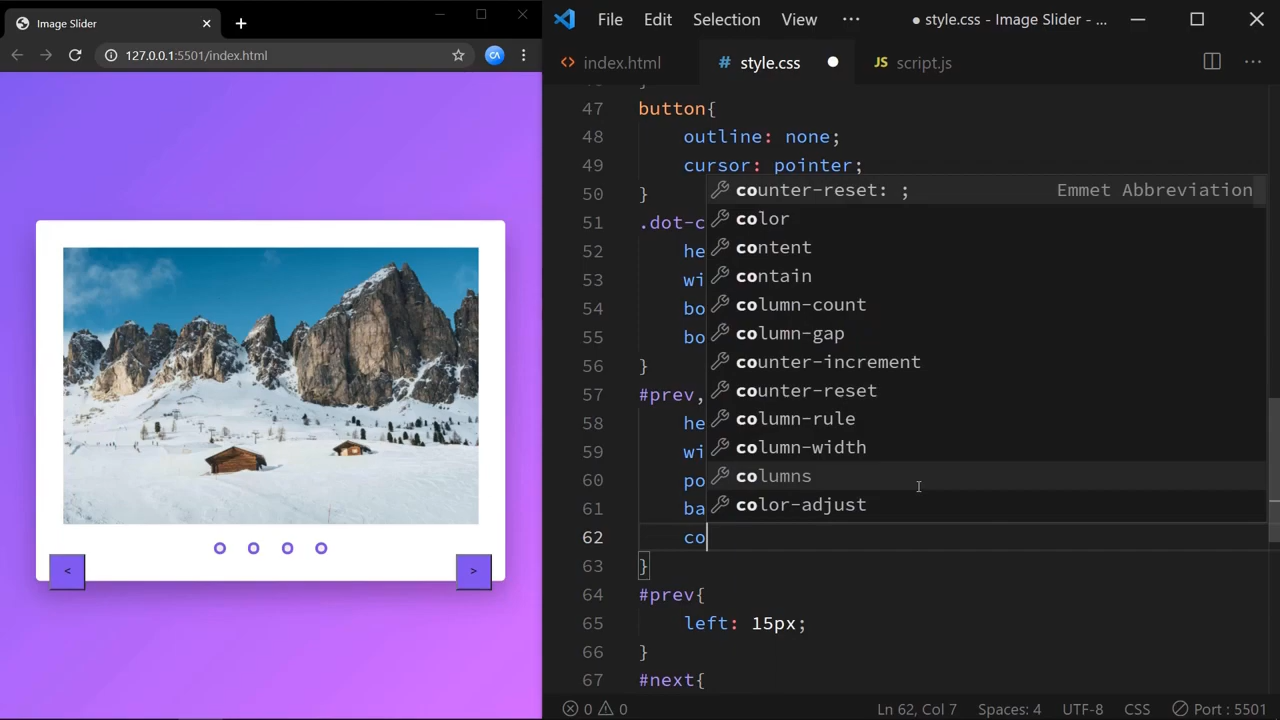 Image Slider
127.0.0.1:5501/index.html
CA
<
>
File Edit Selection View ···
● style.css - Image Slider - ...
<> index.html
# style.css
JS script.js
47 button{
48 outline: none;
49 cursor: pointer;
50 }
51 .dot-c
52 he
53 wi
54 bo
55 bo
56 }
57 #prev,
58 he
59 wi
60 po
61 ba
62 co
63 }
64 #prev{
65 left: 15px;
66 }
67 #next{
counter-reset: ; Emmet Abbreviation
color
content
contain
column-count
column-gap
counter-increment
counter-reset
column-rule
column-width
columns
color-adjust
0 0
Ln 62, Col 7 Spaces: 4 UTF-8 CSS Port : 5501